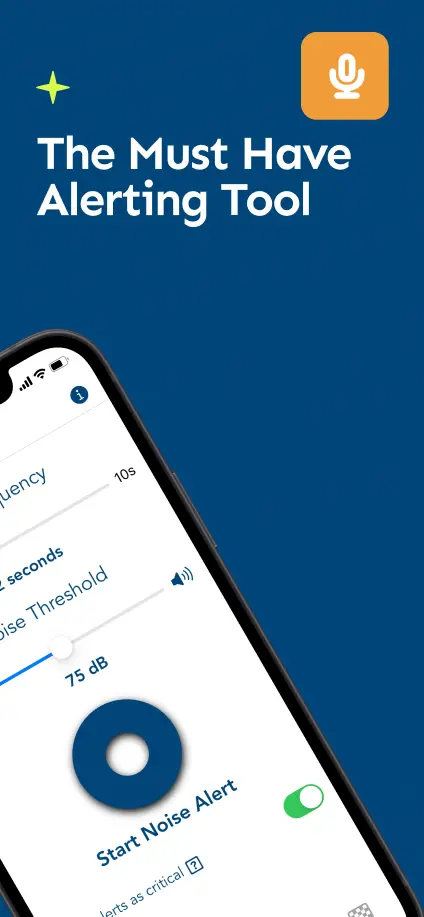 The Must Have
Alerting Tool
quency
10s
2 seconds
oise Threshold
75 dB
Start Noise Alert
lerts as critical